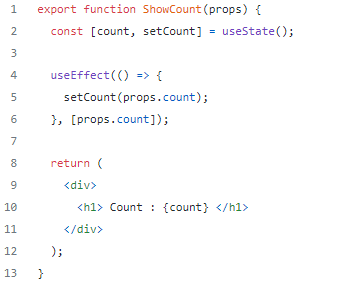 1 export function ShowCount(props) {
2   const [count, setCount] = useState();
3
4   useEffect(() => {
5     setCount(props.count);
6   }, [props.count]);
7
8   return (
9     <div>
10       <h1> Count : {count} </h1>
11     </div>
12   );
13 }